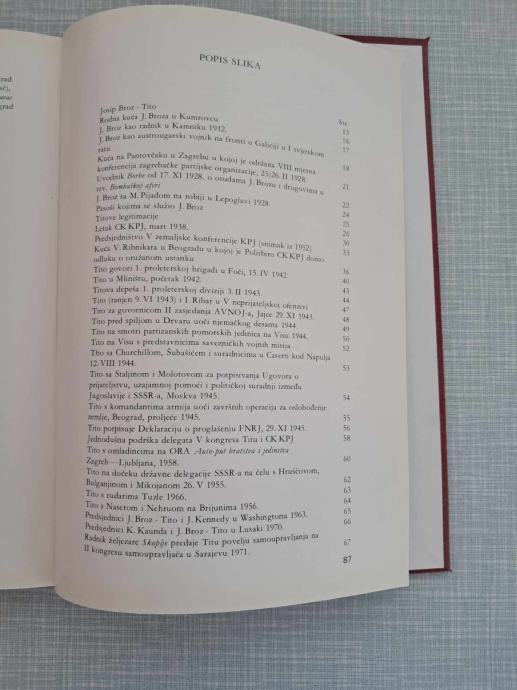 grad
ač),
arar
grad
POPIS SLIKA
Str.
Josip Broz - Tito 13
Rodna kuća J. Broza u Kumrovcu 16
J. Broz kao radnik u Kamniku 1912. 17
J. Broz kao austrougarski vojnik na fronti u Galiciji u I svjetskom
ratu 18
Kuća na Pantovčaku u Zagrebu u kojoj je održana VIII mjesna
konferencija zagrebačke partijske organizacije, 25/26. II 1928. 21
Uvodnik Borbe od 17. XI 1928. o osudama J. Brozu i drugovima u
tzv. Bombaškoj aferi 22
J. Broz sa M. Pijadom na robiji u Lepoglavi 1928. 24
Pasoši kojima se služio J. Broz 25
Titove legitimacije 26
Letak CK KPJ, mart 1938. 30
Predsjedništvo V zemaljske konferencije KPJ (snimak iz 1952) 33
Kuća V. Ribnikara u Beogradu u kojoj je Politbiro CK KPJ donio
odluku o oružanom ustanku 36
Tito govori 1. proleterskoj brigadi u Foči, 15. IV 1942. 40
Tito u Mliništu, početak 1942. 43
Titova depeša 1. proleterskoj diviziji 3. II 1943. 44
Tito (ranjen 9. VI 1943) i I. Ribar u V neprijateljskoj ofenzivi 47
Tito za govornicom II zasjedanja AVNOJ-a, Jajce 29. XI 1943. 48
Tito pred spiljom u Drvaru uoči njemačkog desanta 1944. 49
Tito na smotri partizanskih pomorskih jedinica na Visu 1944. 50
Tito na Visu s predstavnicima savezničkih vojnih misija 52
Tito sa Churchillom, Šubašićem i suradnicima u Caserti kod Napulja
12. VIII 1944. 53
Tito sa Staljinom i Molotovom za potpisivanja Ugovora o
prijateljstvu, uzajamnoj pomoći i političkoj suradnji između
Jugoslavije i SSSR-a, Moskva 1945. 54
Tito s komandantima armija uoči završnih operacija za oslobođenje
zemlje, Beograd, proljeće 1945. 55
Tito potpisuje Deklaraciju o proglašenju FNRJ, 29. XI 1945. 56
Jednodušna podrška delegata V kongresa Titu i CK KPJ 58
Tito s omladincima na ORA Auto-put bratstva i jedinstva
Zagreb—Ljubljana, 1958. 60
Tito na dočeku državne delegacije SSSR-a na čelu s Hruščovom,
Bulganjinom i Mikojanom 26. V 1955. 62
Tito s rudarima Tuzle 1966. 63
Tito s Naserom i Nehruom na Brijunima 1956. 64
Predsjednici J. Broz - Tito i J. Kennedy u Washingtonu 1963. 65
Predsjednici K. Kaunda i J. Broz - Tito u Lusaki 1970. 66
Radnik željezare Skoplje predaje Titu povelju samoupravljanja na
II kongresu samoupravljača u Sarajevu 1971. 67
87